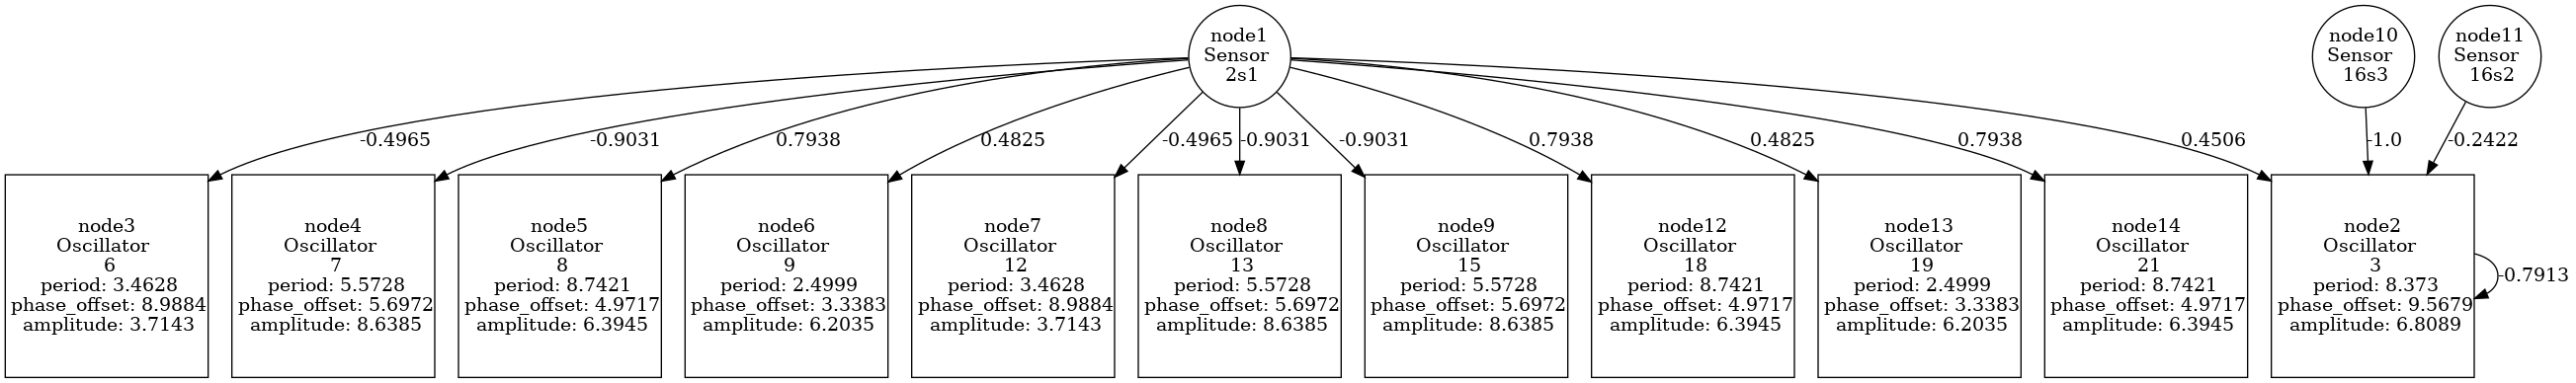 node1
Sensor
2s1
node10
Sensor
16s3
node11
Sensor
16s2
-0.4965
-0.9031
0.7938
0.4825
-0.4965
-0.9031
-0.9031
0.7938
0.4825
0.7938
0.4506
-1.0
-0.2422
node3
Oscillator
6
period: 3.4628
phase_offset: 8.9884
amplitude: 3.7143
node4
Oscillator
7
period: 5.5728
phase_offset: 5.6972
amplitude: 8.6385
node5
Oscillator
8
period: 8.7421
phase_offset: 4.9717
amplitude: 6.3945
node6
Oscillator
9
period: 2.4999
phase_offset: 3.3383
amplitude: 6.2035
node7
Oscillator
12
period: 3.4628
phase_offset: 8.9884
amplitude: 3.7143
node8
Oscillator
13
period: 5.5728
phase_offset: 5.6972
amplitude: 8.6385
node9
Oscillator
15
period: 5.5728
phase_offset: 5.6972
amplitude: 8.6385
node12
Oscillator
18
period: 8.7421
phase_offset: 4.9717
amplitude: 6.3945
node13
Oscillator
19
period: 2.4999
phase_offset: 3.3383
amplitude: 6.2035
node14
Oscillator
21
period: 8.7421
phase_offset: 4.9717
amplitude: 6.3945
node2
Oscillator
3
period: 8.373
phase_offset: 9.5679
amplitude: 6.8089
-0.7913